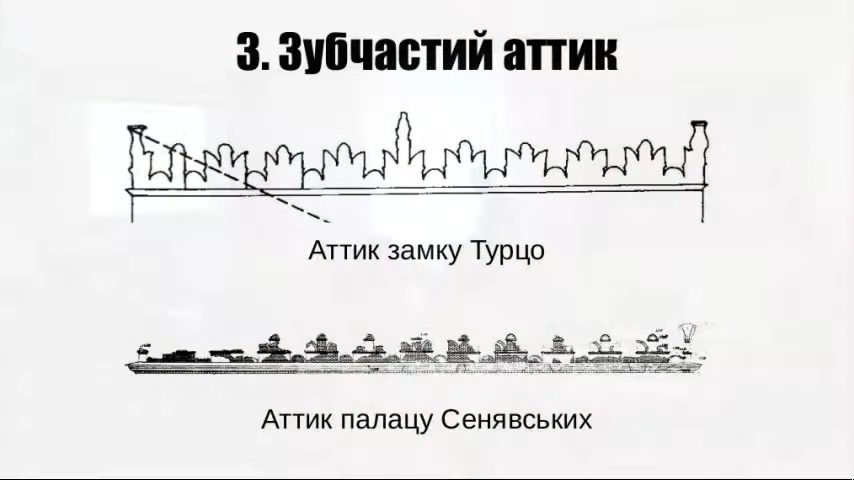 3. Зубчастий аттик
Аттик замку Турцо
Аттик палацу Сенявських